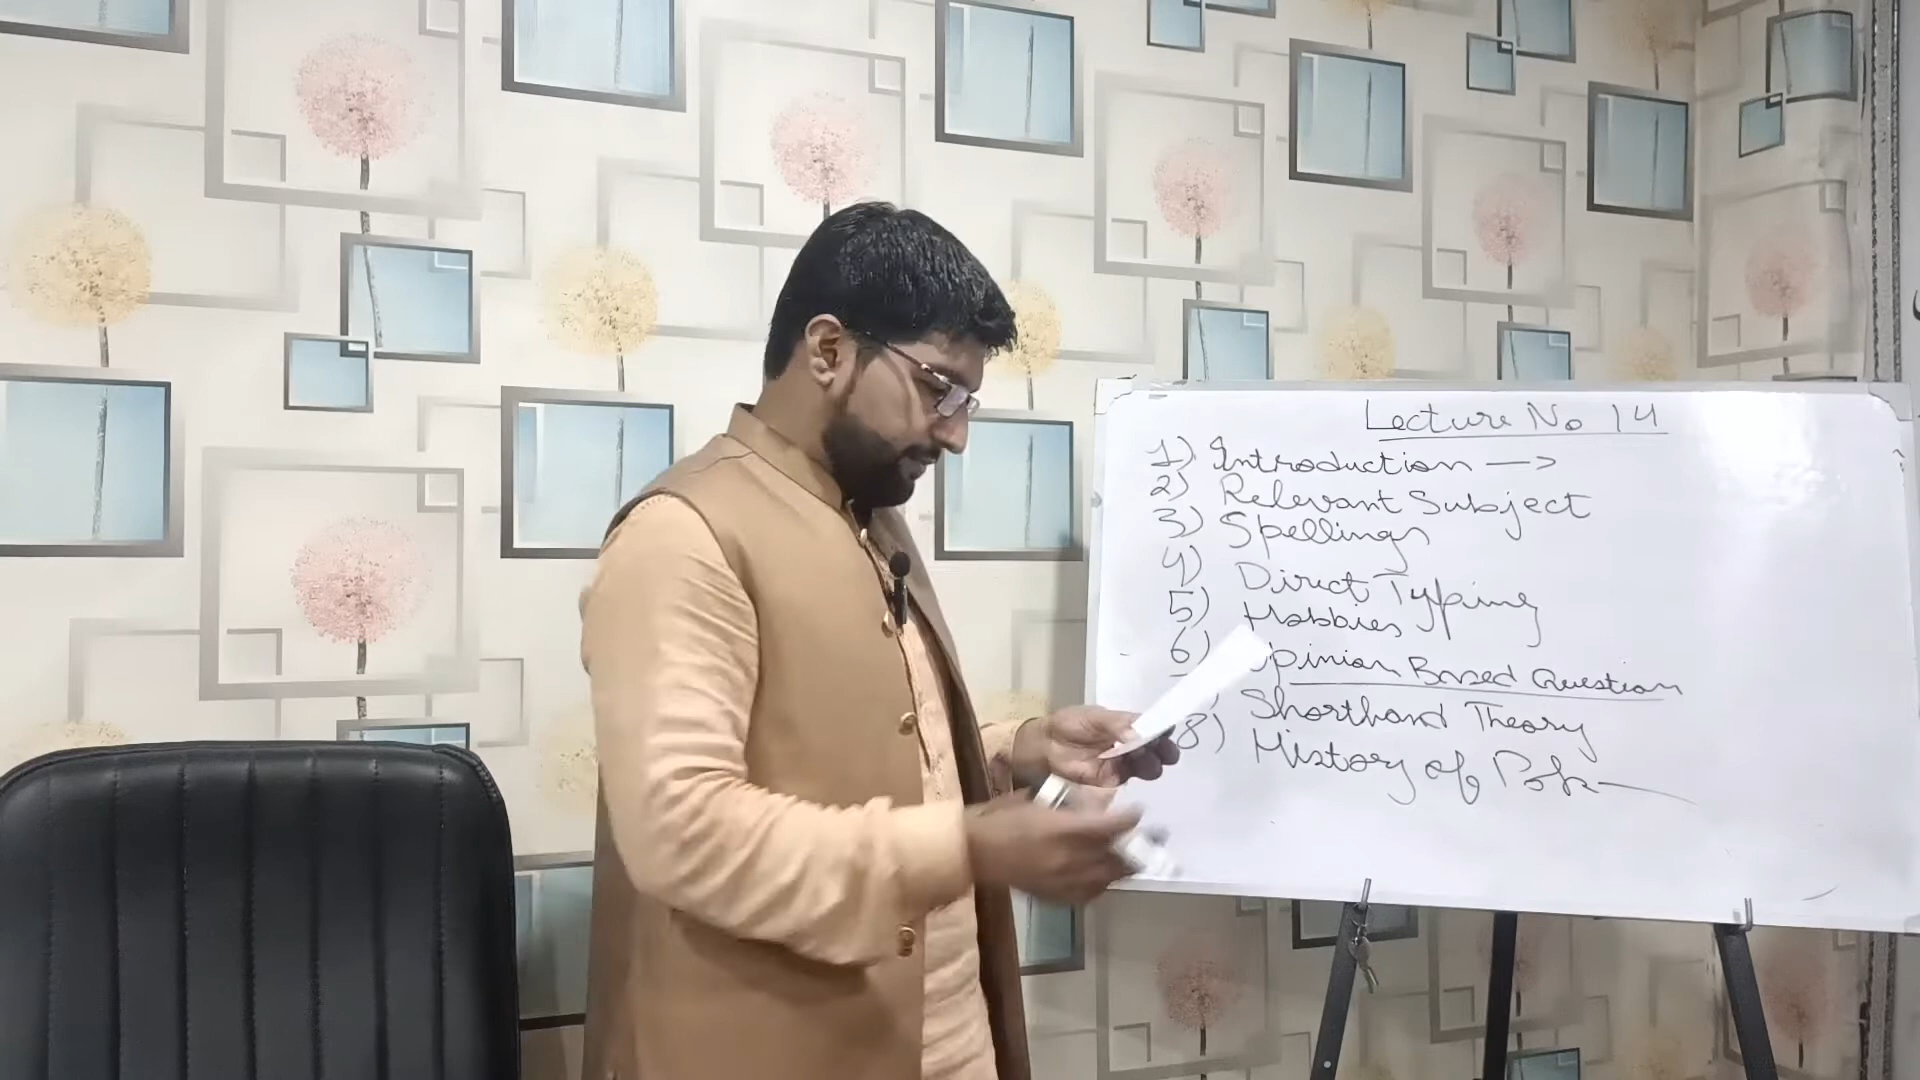 Lecture No 14
1) Introduction →
2) Relevant Subject
3) Spellings
4) Direct Typing
5) Hobbies
6) Opinion Based Question
) Shorthand Theory
8) History of Pak